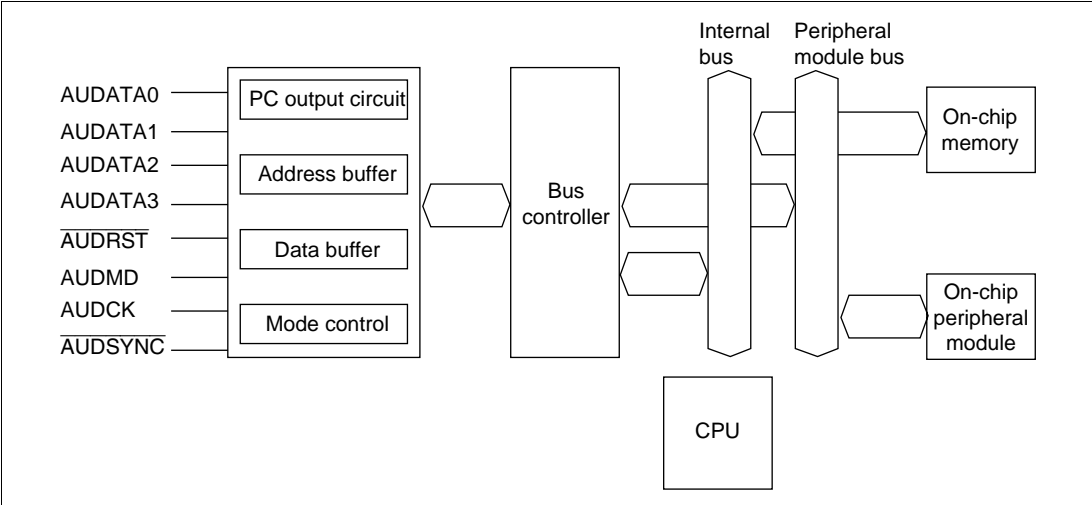 Internal
bus
Peripheral
module bus
AUDATA0
AUDATA1
AUDATA2
AUDATA3
AUDRST
AUDMD
AUDCK
AUDSYNC
PC output circuit
Address buffer
Data buffer
Mode control
Bus
controller
On-chip
memory
On-chip
peripheral
module
CPU